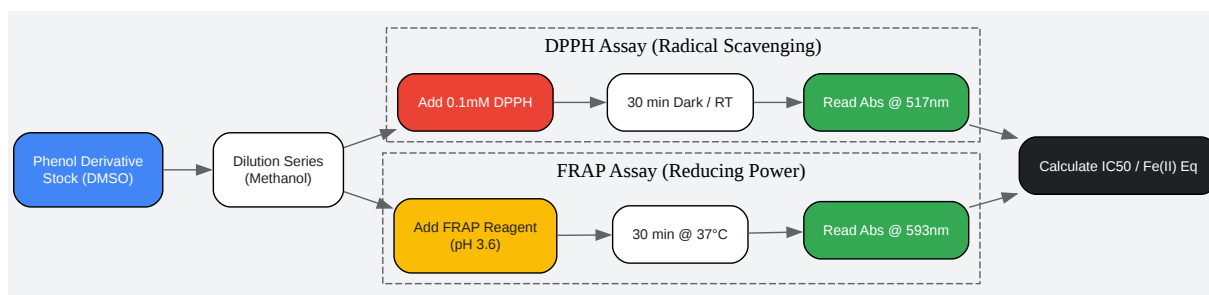 Phenol Derivative
Stock (DMSO)
Dilution Series
(Methanol)
DPPH Assay (Radical Scavenging)
Add 0.1mM DPPH
30 min Dark / RT
Read Abs @ 517nm
FRAP Assay (Reducing Power)
Add FRAP Reagent
(pH 3.6)
30 min @ 37°C
Read Abs @ 593nm
Calculate IC50 / Fe(II) Eq